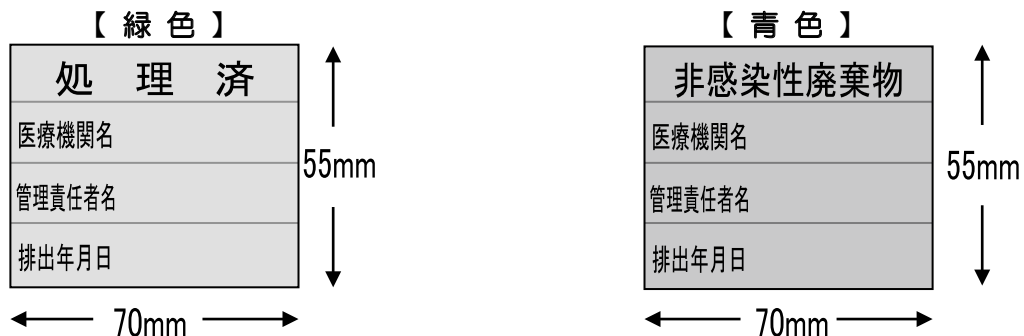 【 緑 色 】
処 理 済
医療機関名
管理責任者名
排出年月日
55mm
70mm
【 青 色 】
非感染性廃棄物
医療機関名
管理責任者名
排出年月日
55mm
70mm